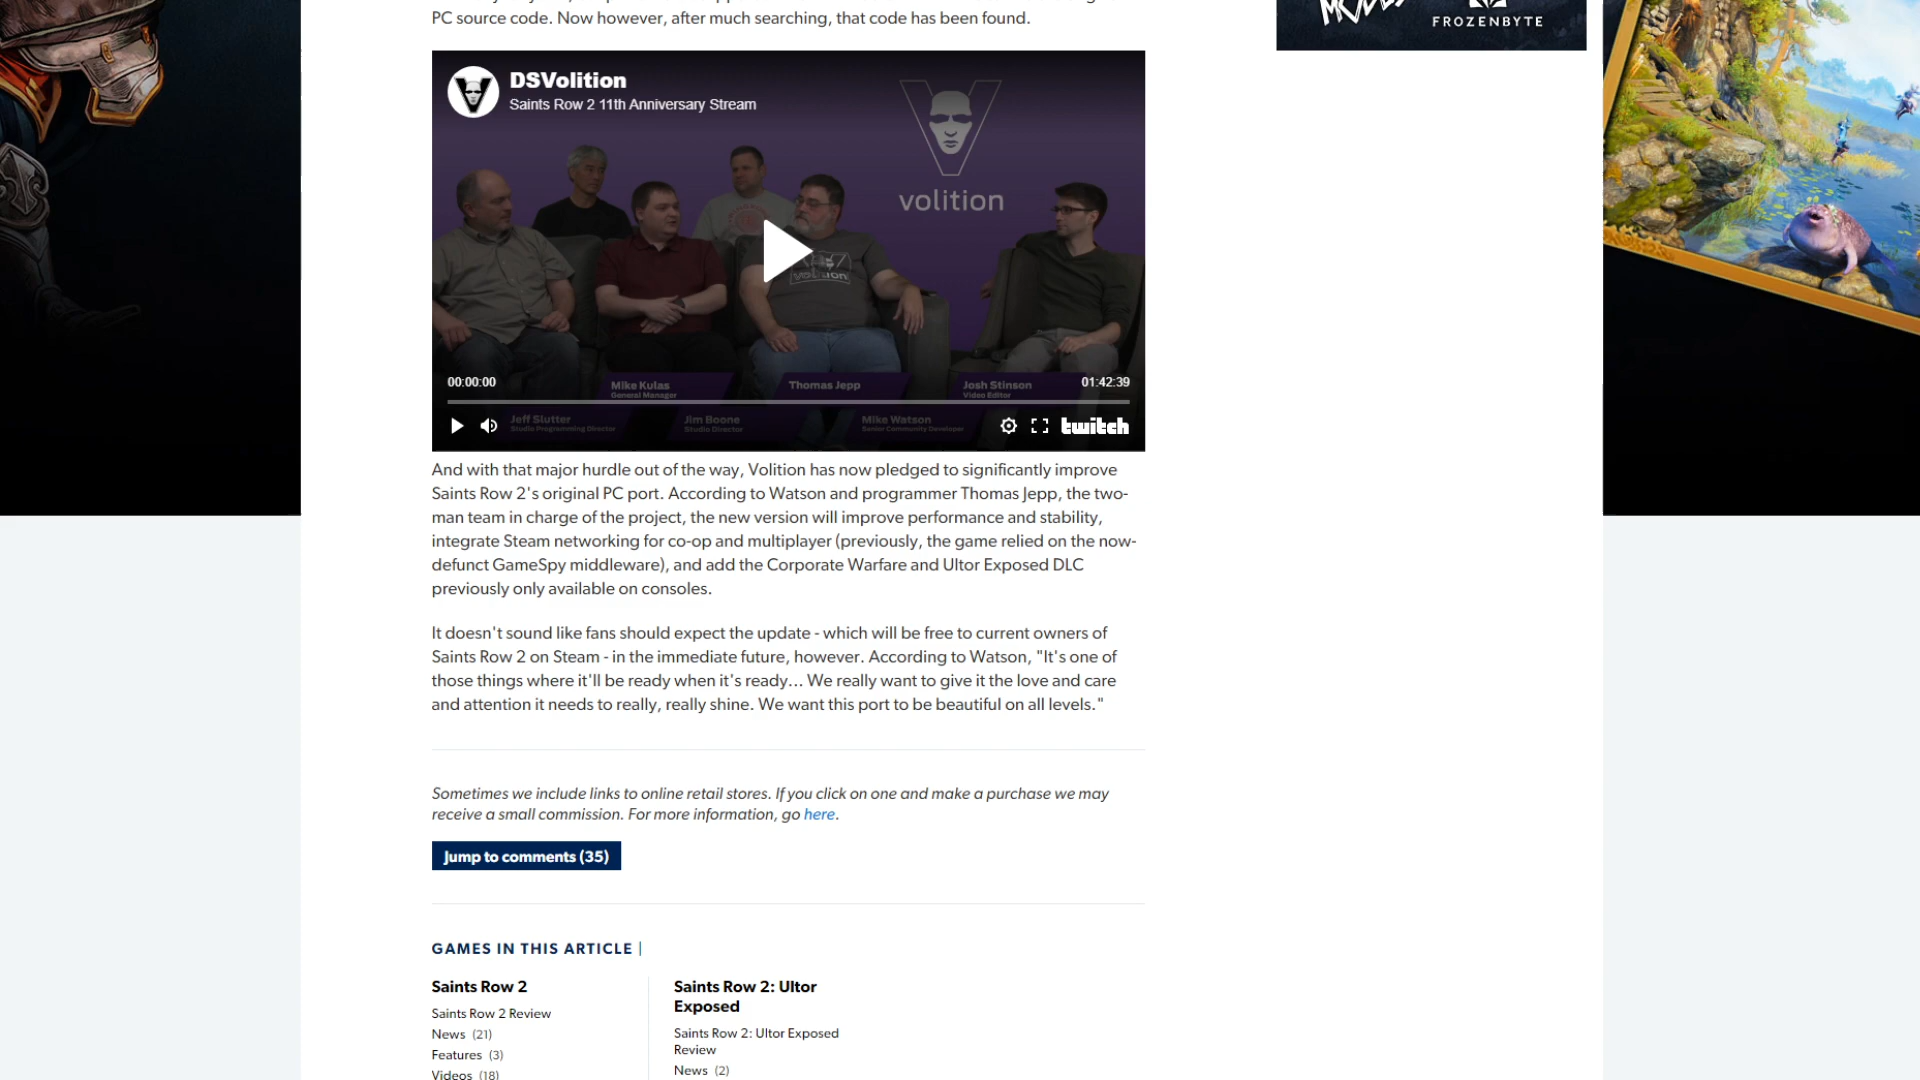 PC source code. Now however, after much searching, that code has been found.
FROZENBYTE
DSVolition
Saints Row 2 11th Anniversary Stream
volition
volition
00:00:00
01:42:39
Mike Kulas
General Manager
Thomas Jepp
Josh Stinson
Video Editor
Jeff Slutter
Studio Programming Director
Jim Boone
Studio Director
Mike Watson
Senior Community Developer
twitch
And with that major hurdle out of the way, Volition has now pledged to significantly improve
Saints Row 2's original PC port. According to Watson and programmer Thomas Jepp, the two-
man team in charge of the project, the new version will improve performance and stability,
integrate Steam networking for co-op and multiplayer (previously, the game relied on the now-
defunct GameSpy middleware), and add the Corporate Warfare and Ultor Exposed DLC
previously only available on consoles.
It doesn't sound like fans should expect the update - which will be free to current owners of
Saints Row 2 on Steam - in the immediate future, however. According to Watson, "It's one of
those things where it'll be ready when it's ready... We really want to give it the love and care
and attention it needs to really, really shine. We want this port to be beautiful on all levels."
Sometimes we include links to online retail stores. If you click on one and make a purchase we may
receive a small commission. For more information, go here.
Jump to comments (35)
GAMES IN THIS ARTICLE |
Saints Row 2
Saints Row 2 Review
News (21)
Features (3)
Videos (18)
Saints Row 2: Ultor
Exposed
Saints Row 2: Ultor Exposed
Review
News (2)